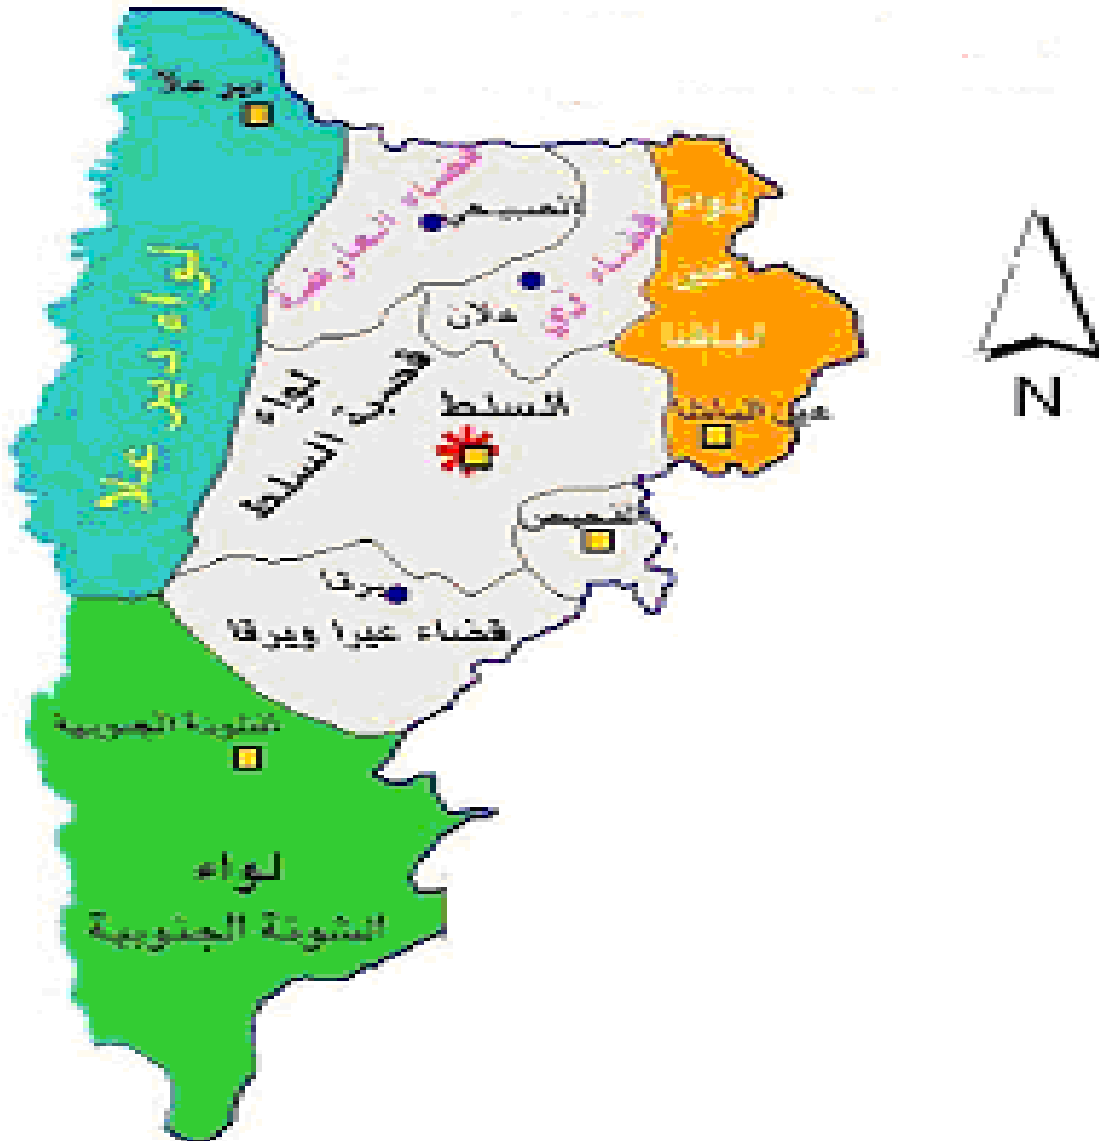 دير علا
لواء دير علا
قضاء العارضة
الصبيحي
قضاء زي
علان
لواء
عين
الباشا
عين الباشا
لواء
قصبة السلط
السلط
الفحيص
يرقا
قضاء عيرا ويرقا
الشونة الجنوبية
لواء
الشونة الجنوبية
N